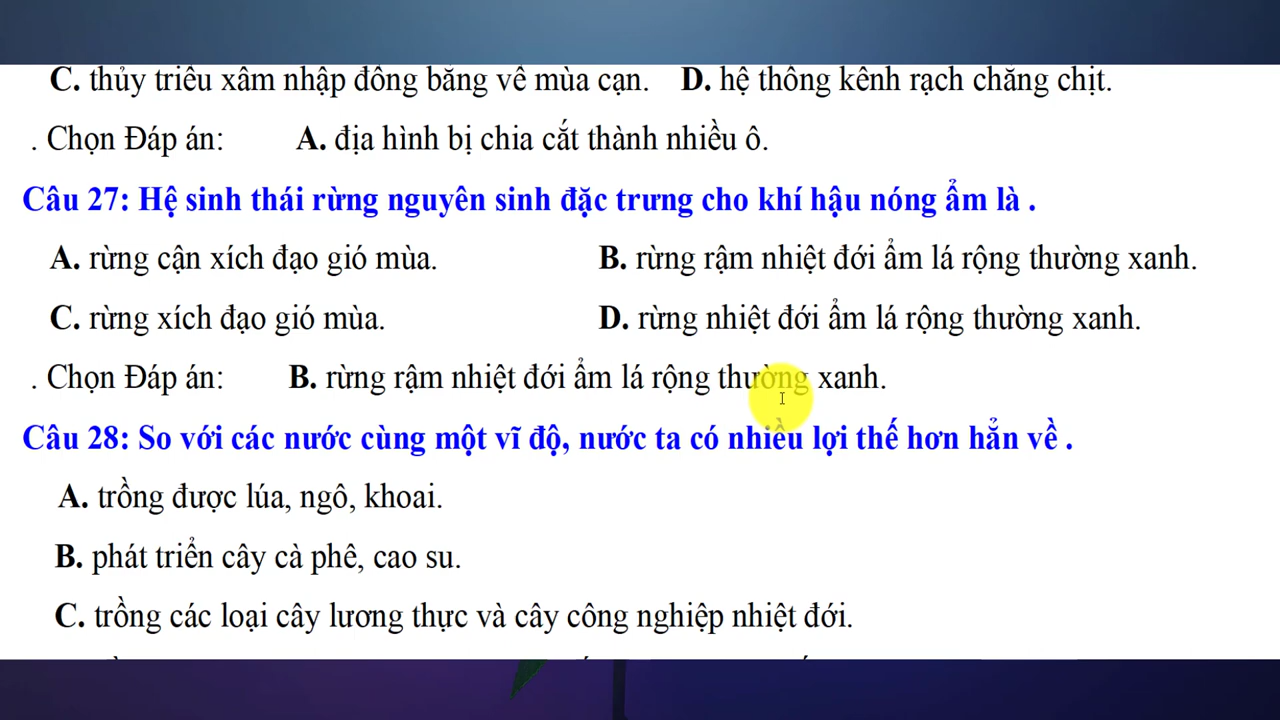 C. thủy triều xâm nhập đồng bằng về mùa cạn. D. hệ thống kênh rạch chằng chịt.
. Chọn Đáp án: A. địa hình bị chia cắt thành nhiều ô.
Câu 27: Hệ sinh thái rừng nguyên sinh đặc trưng cho khí hậu nóng ẩm là .
A. rừng cận xích đạo gió mùa. B. rừng rậm nhiệt đới ẩm lá rộng thường xanh.
C. rừng xích đạo gió mùa. D. rừng nhiệt đới ẩm lá rộng thường xanh.
. Chọn Đáp án: B. rừng rậm nhiệt đới ẩm lá rộng thường xanh.
Câu 28: So với các nước cùng một vĩ độ, nước ta có nhiều lợi thế hơn hẳn về .
A. trồng được lúa, ngô, khoai.
B. phát triển cây cà phê, cao su.
C. trồng các loại cây lương thực và cây công nghiệp nhiệt đới.